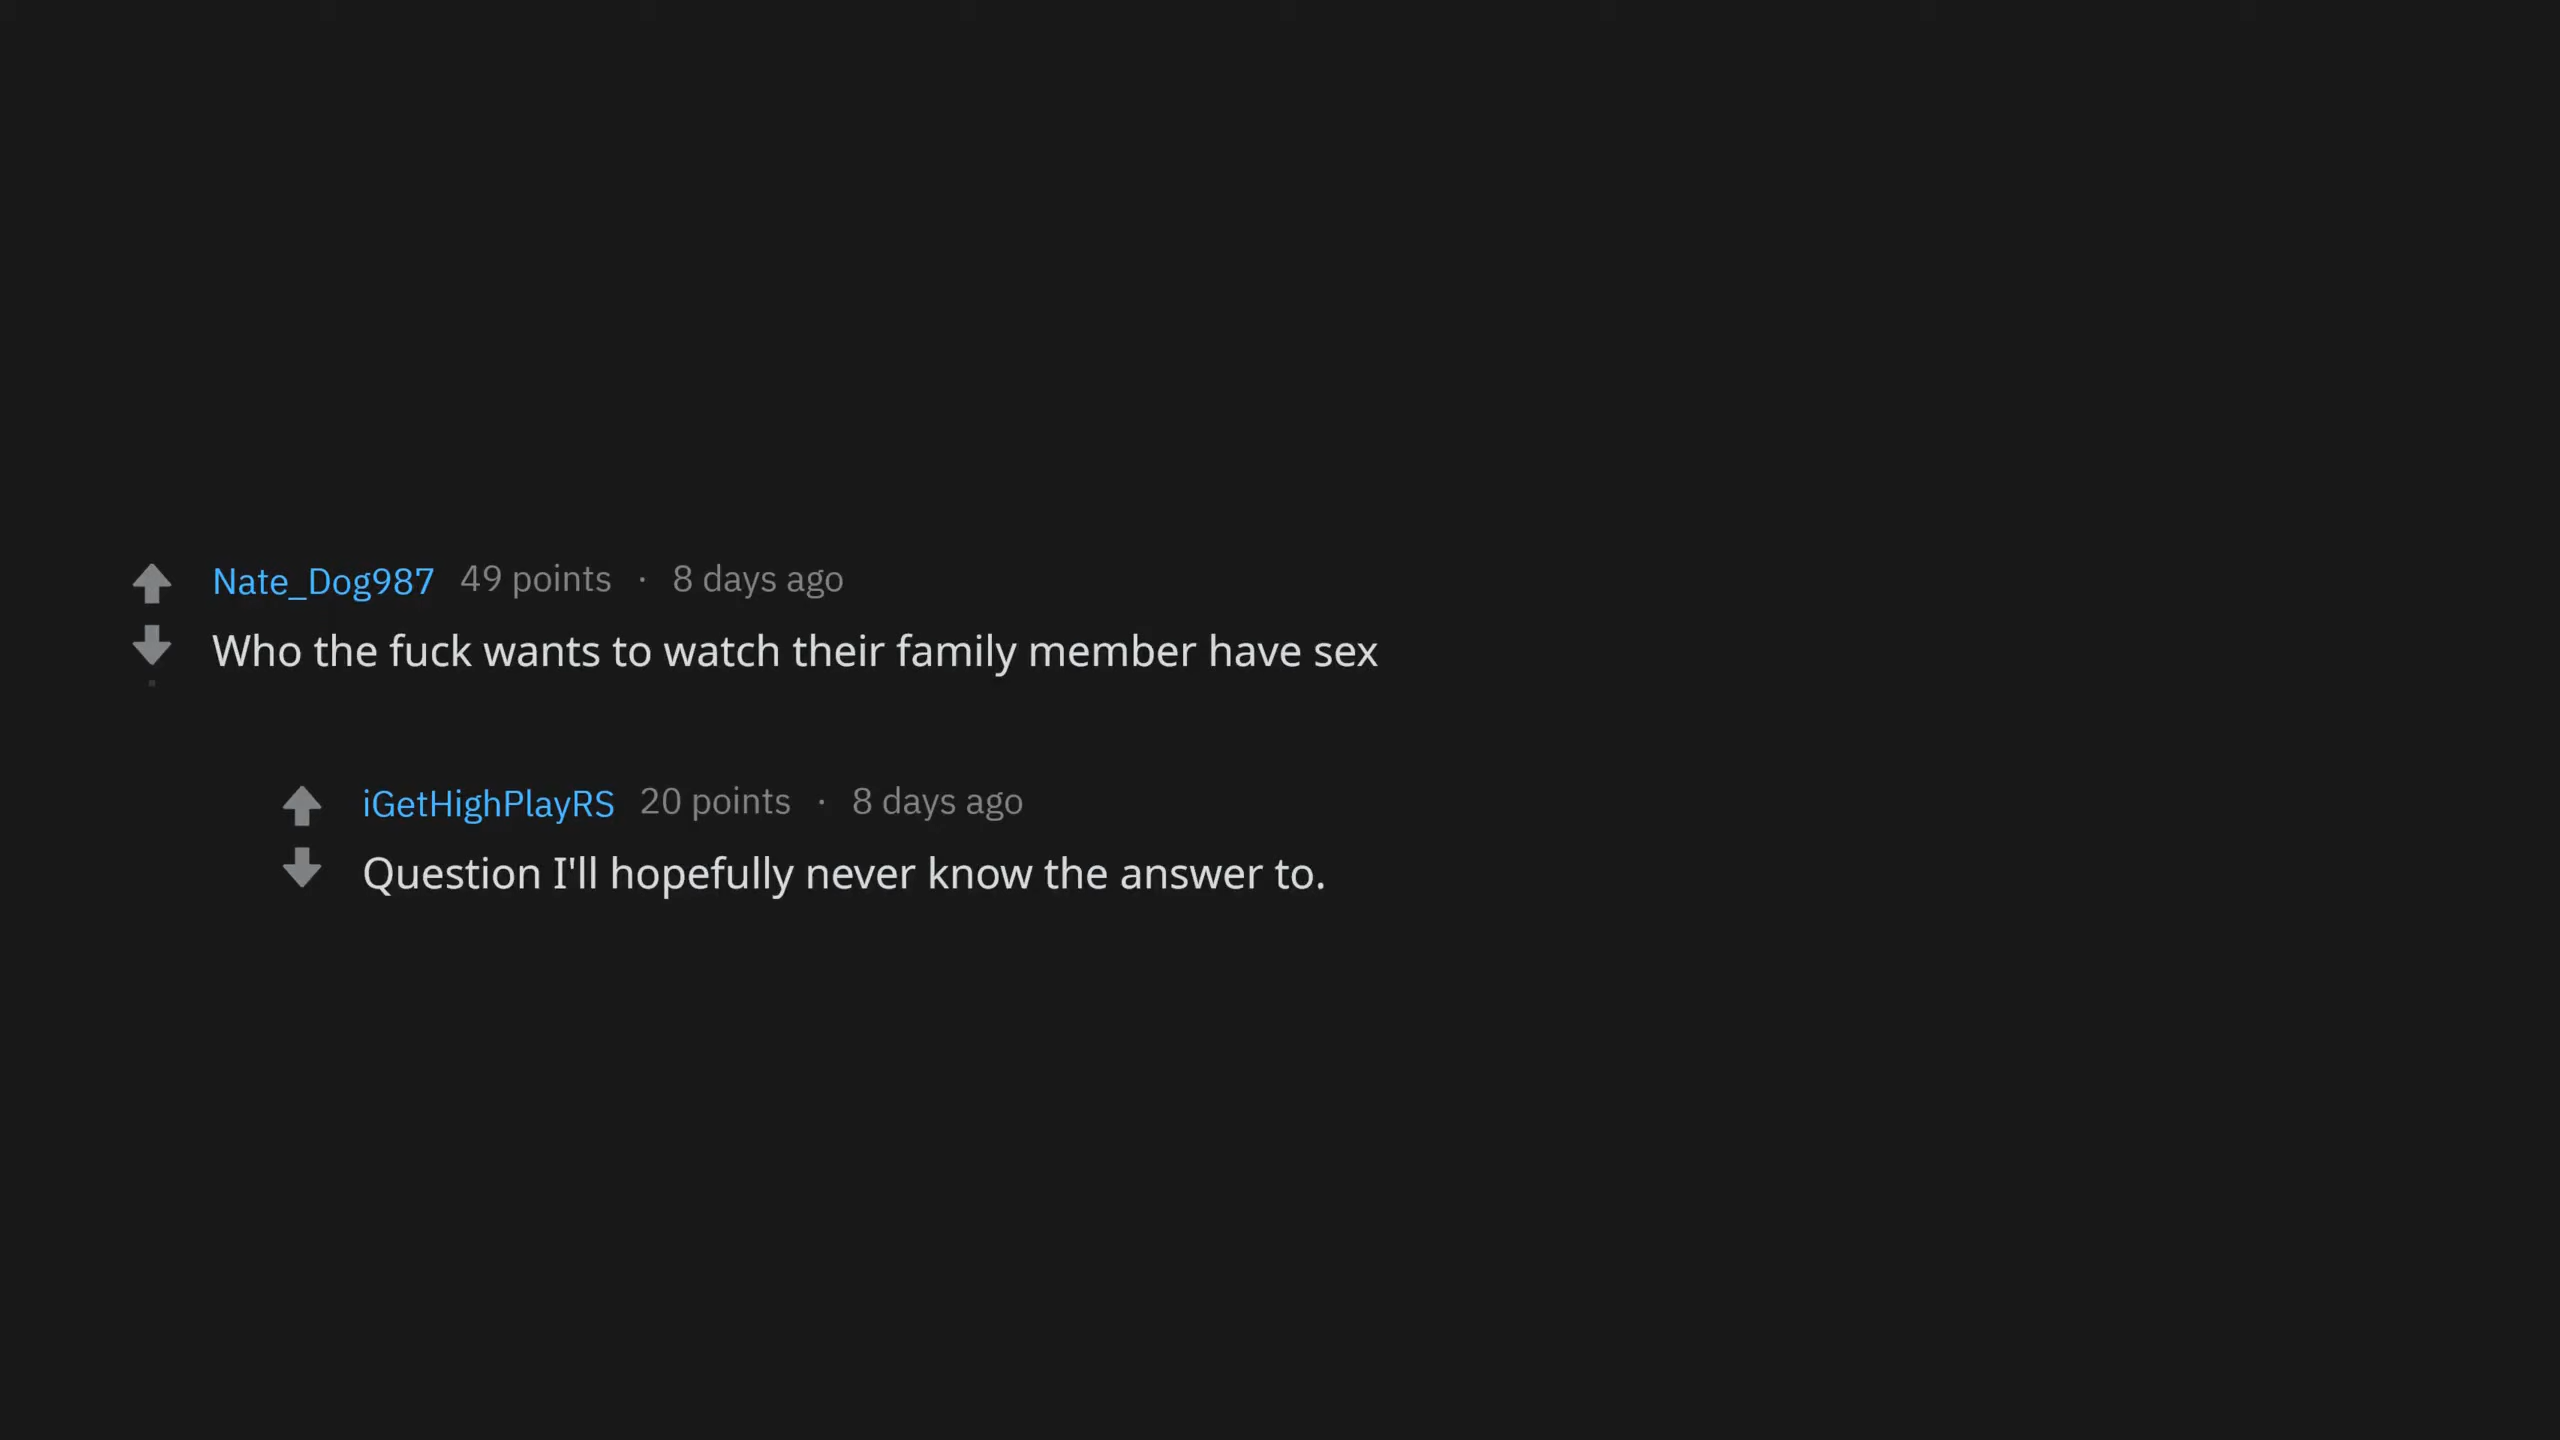 Nate_Dog987 49 points · 8 days ago
Who the fuck wants to watch their family member have sex
iGetHighPlayRS 20 points · 8 days ago
Question I'll hopefully never know the answer to.